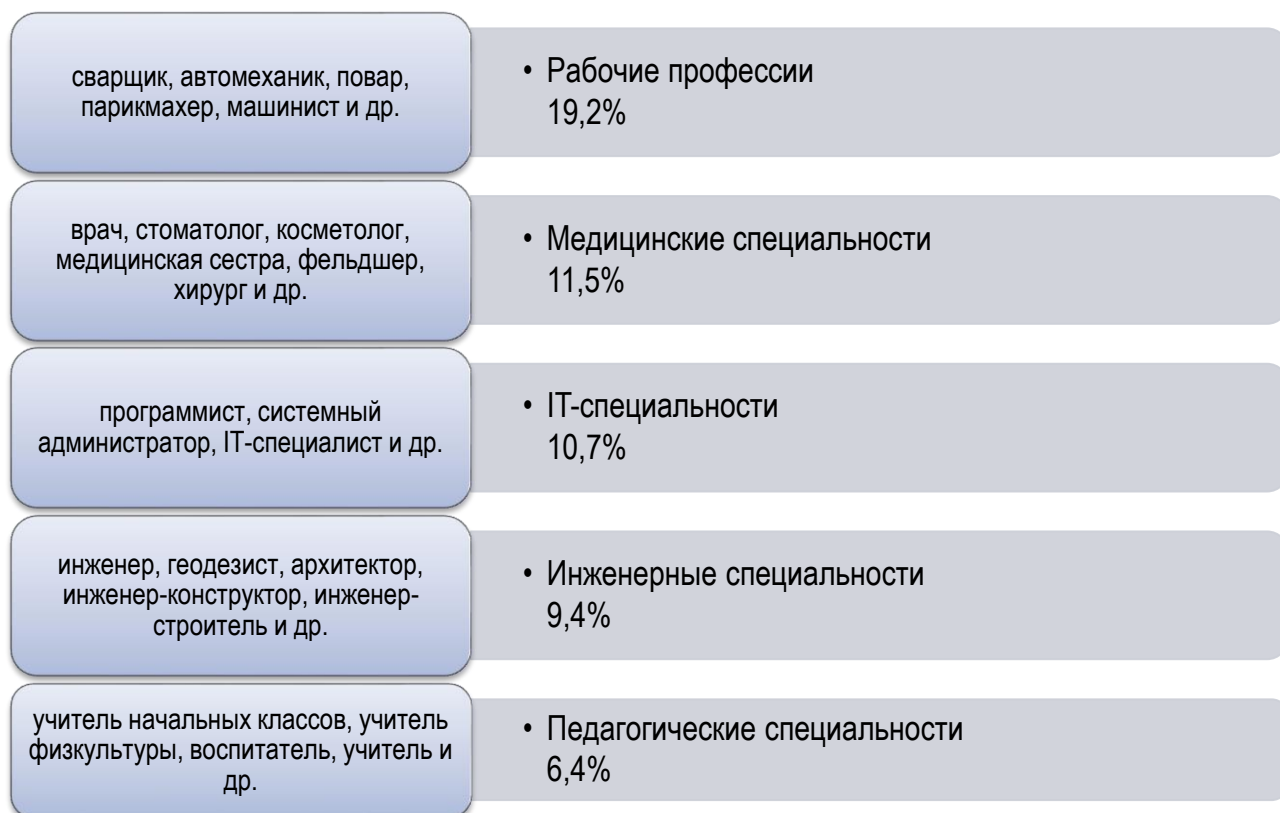 сварщик, автомеханик, повар,
парикмахер, машинист и др.
• Рабочие профессии
19,2%
врач, стоматолог, косметолог,
медицинская сестра, фельдшер,
хирург и др.
• Медицинские специальности
11,5%
программист, системный
администратор, IT-специалист и др.
• IT-специальности
10,7%
инженер, геодезист, архитектор,
инженер-конструктор, инженер-
строитель и др.
• Инженерные специальности
9,4%
учитель начальных классов, учитель
физкультуры, воспитатель, учитель и
др.
• Педагогические специальности
6,4%